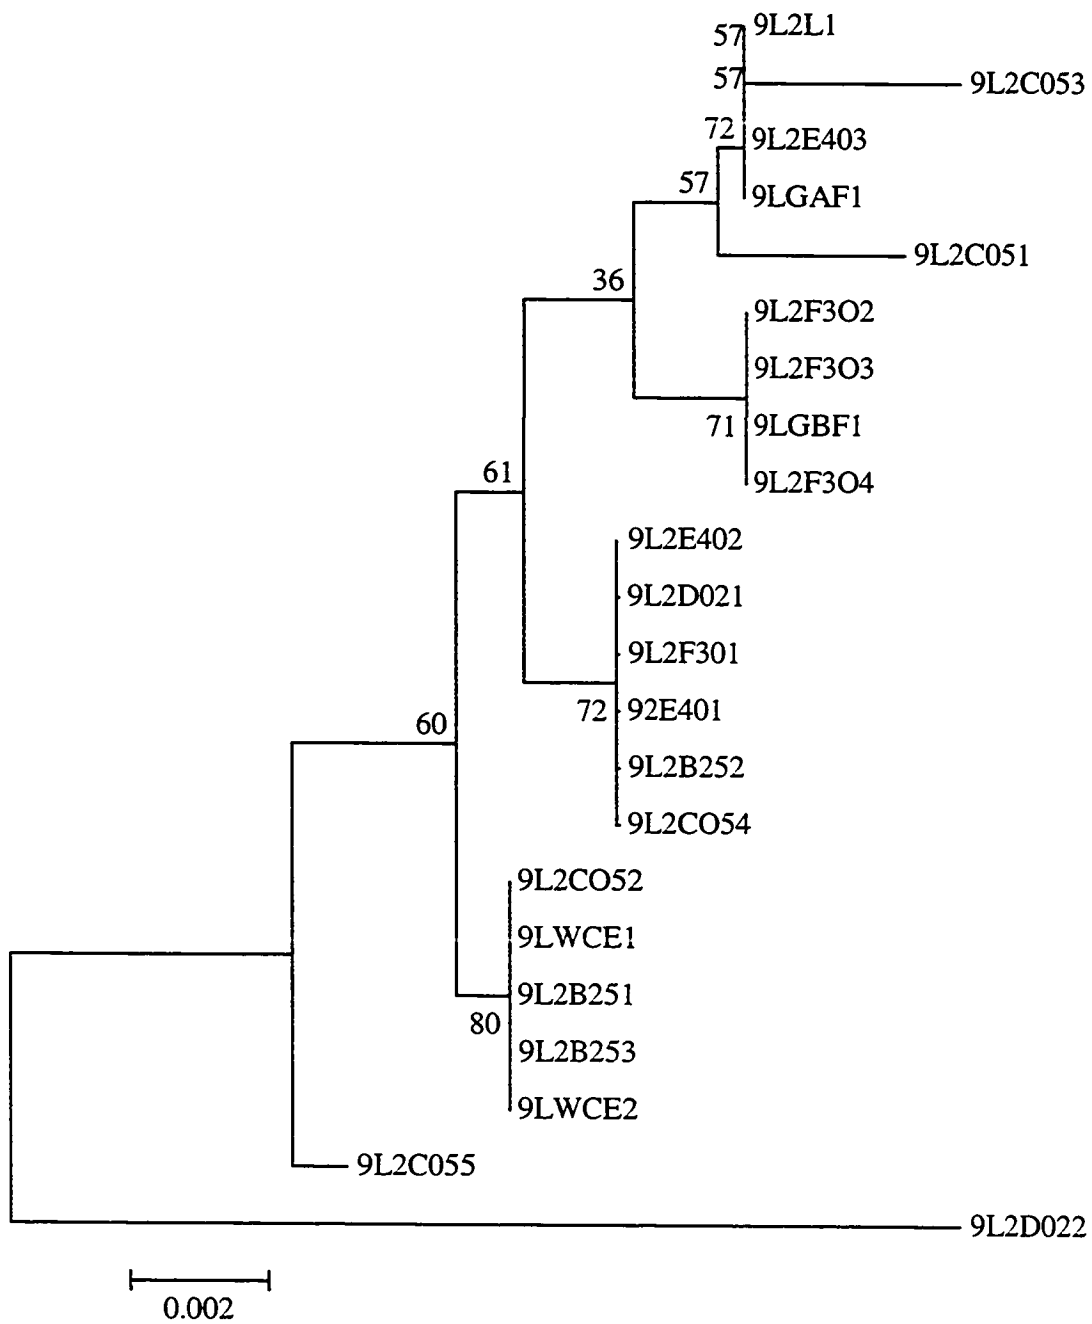 9L2L1
57
57
9L2C053
72
9L2E403
57
9LGAF1
9L2C051
36
9L2F3O2
9L2F3O3
71
9LGBF1
61
9L2F3O4
9L2E402
9L2D021
9L2F301
72
92E401
60
9L2B252
9L2CO54
9L2CO52
9LWCE1
9L2B251
80
9L2B253
9LWCE2
9L2C055
9L2D022
0.002